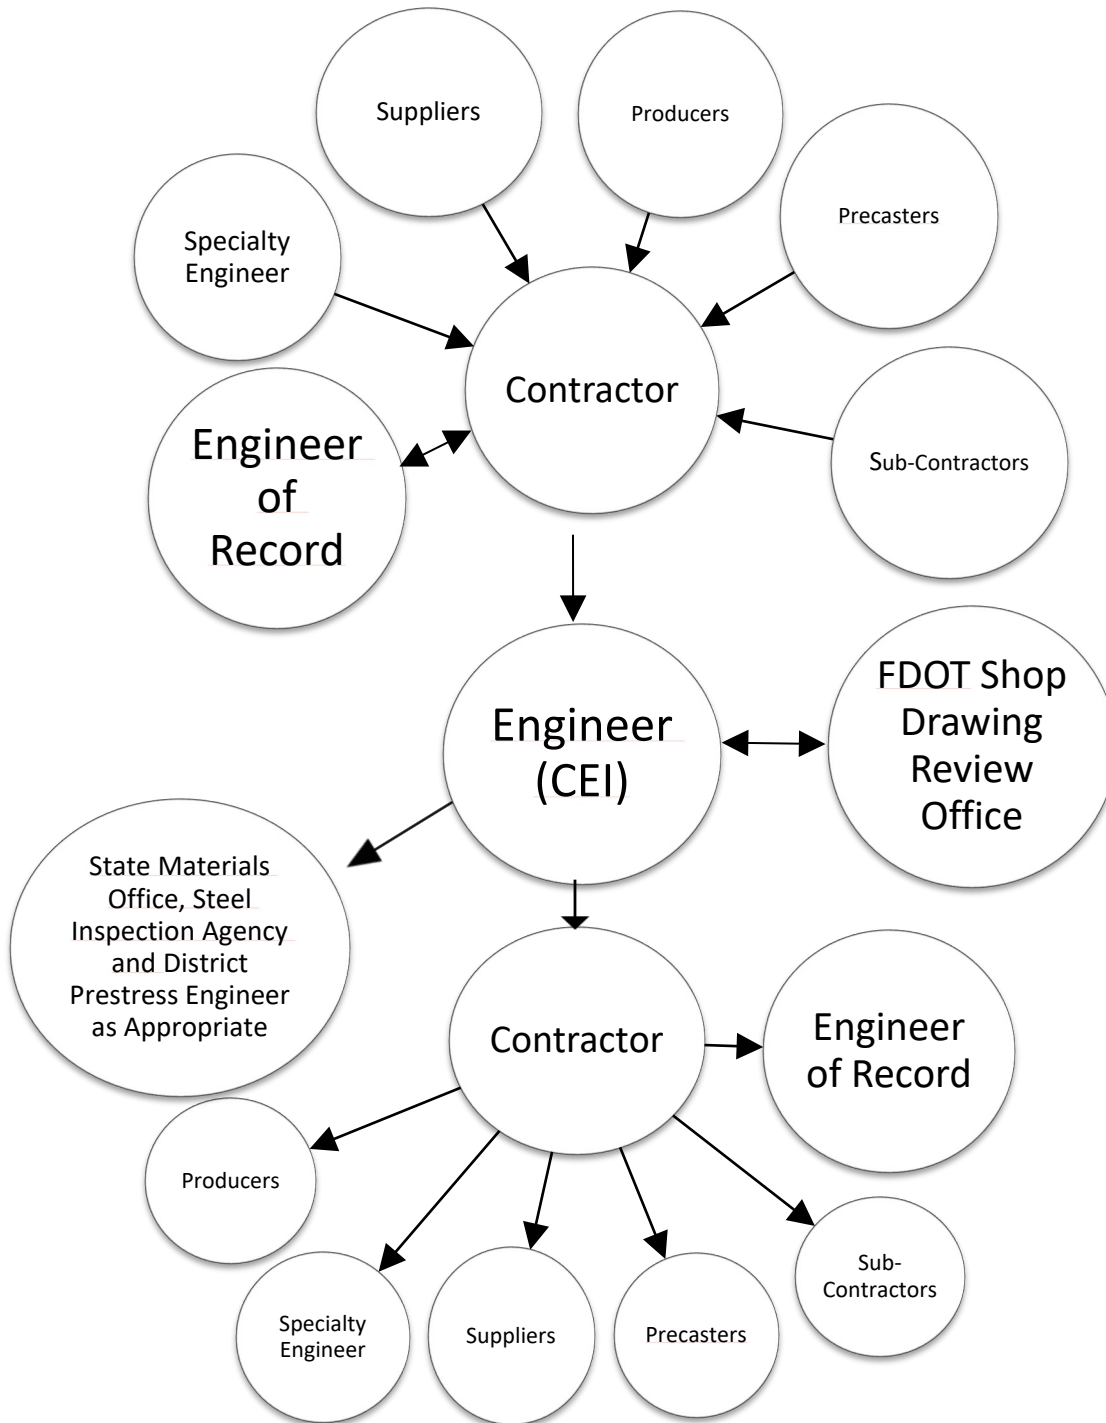 Suppliers
Producers
Precasters
Specialty
Engineer
Contractor
Engineer
of
Record
Sub-Contractors
Engineer
(CEI)
FDOT Shop
Drawing
Review
Office
State Materials
Office, Steel
Inspection Agency
and District
Prestress Engineer
as Appropriate
Contractor
Engineer
of Record
Producers
Specialty
Engineer
Suppliers
Precasters
Sub-
Contractors